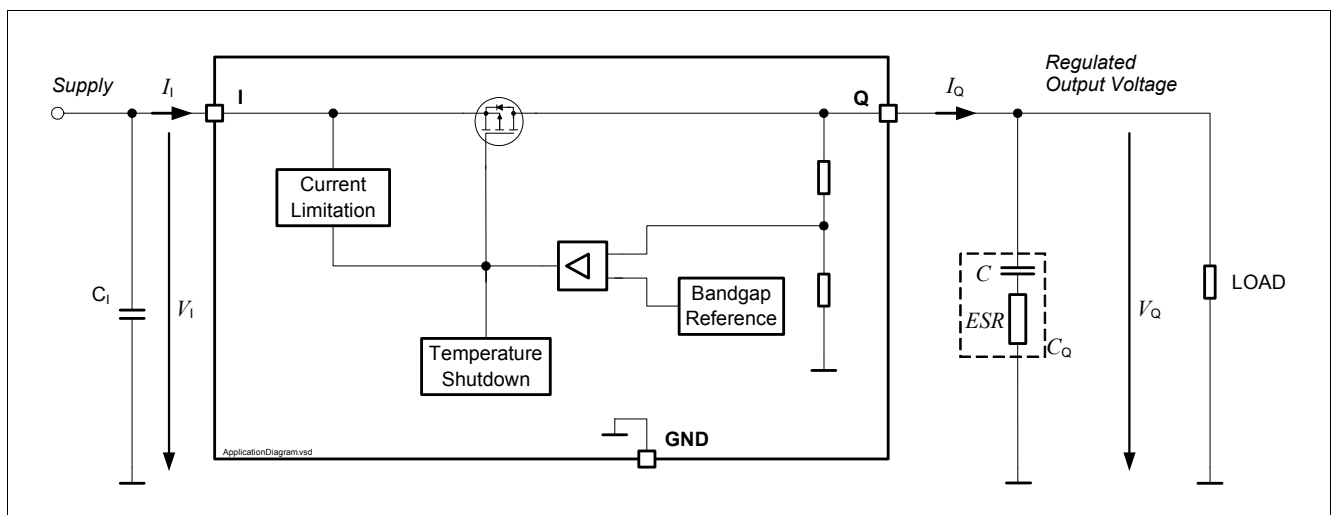 Supply
I_I
I
Q
I_Q
Regulated
Output Voltage
Current
Limitation
C_I
V_I
Bandgap
Reference
Temperature
Shutdown
C
ESR
C_Q
V_Q
LOAD
GND
ApplicationDiagram.vsd